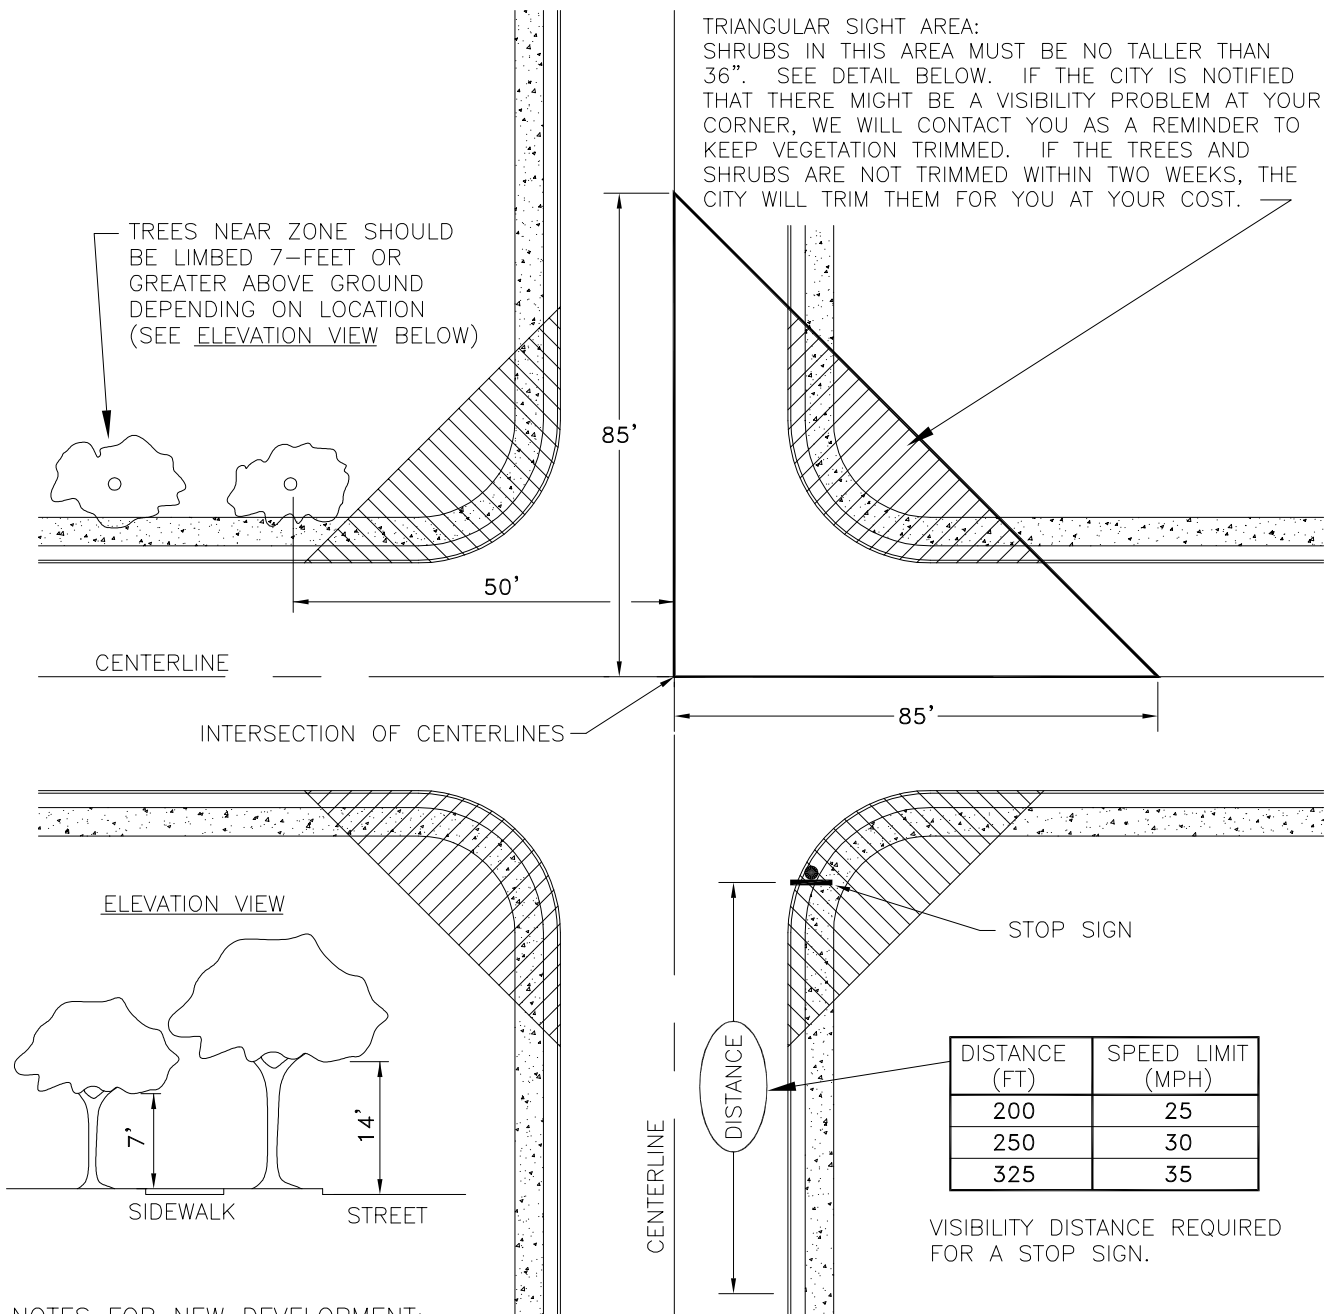 TRIANGULAR SIGHT AREA:
SHRUBS IN THIS AREA MUST BE NO TALLER THAN
36”. SEE DETAIL BELOW. IF THE CITY IS NOTIFIED
THAT THERE MIGHT BE A VISIBILITY PROBLEM AT YOUR
CORNER, WE WILL CONTACT YOU AS A REMINDER TO
KEEP VEGETATION TRIMMED. IF THE TREES AND
SHRUBS ARE NOT TRIMMED WITHIN TWO WEEKS, THE
CITY WILL TRIM THEM FOR YOU AT YOUR COST.
TREES NEAR ZONE SHOULD
BE LIMBED 7–FEET OR
GREATER ABOVE GROUND
DEPENDING ON LOCATION
(SEE ELEVATION VIEW BELOW)
85’
50’
CENTERLINE
85’
INTERSECTION OF CENTERLINES
ELEVATION VIEW
STOP SIGN
DISTANCE
7’
14’
SIDEWALK
STREET
CENTERLINE
DISTANCE SPEED LIMIT
(FT) (MPH)
200 25
250 30
325 35
VISIBILITY DISTANCE REQUIRED
FOR A STOP SIGN.
NOTES FOR NEW DEVELOPMENT: